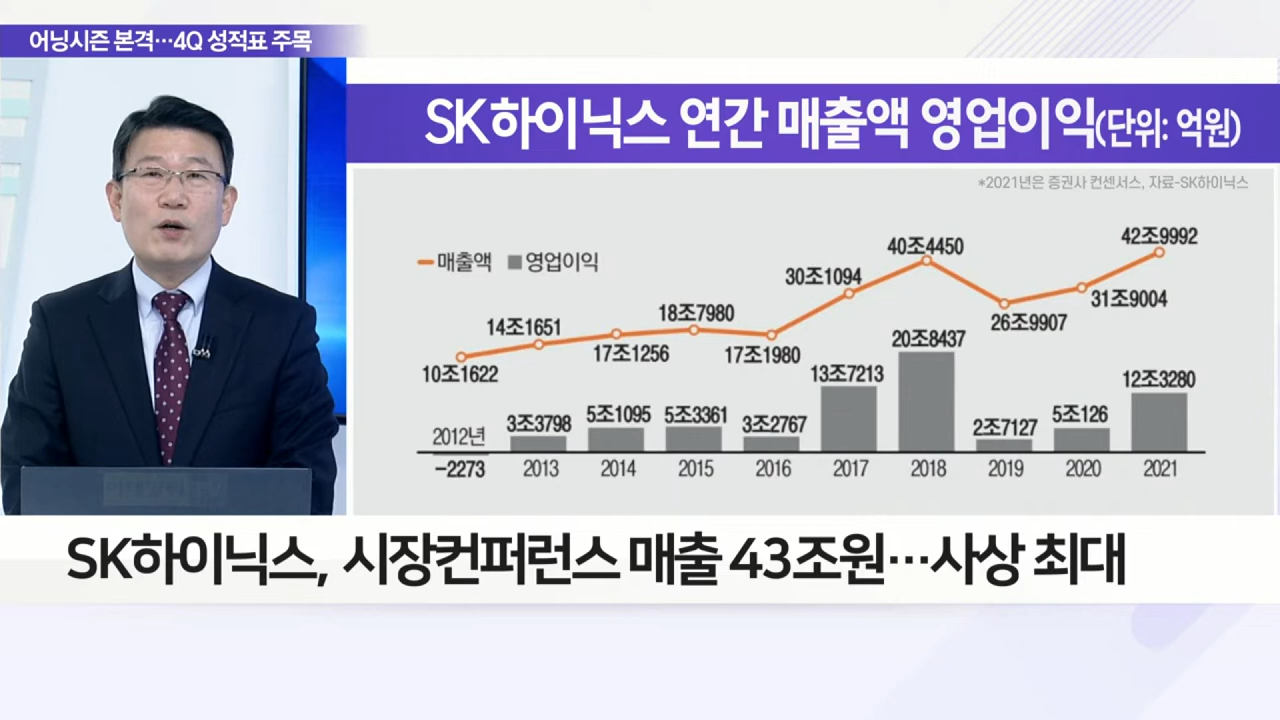 어닝시즌 본격…4Q 성적표 주목
SK하이닉스 연간 매출액 영업이익(단위: 억원)
*2021년은 증권사 컨센서스, 자료-SK하이닉스
매출액 영업이익
10조1622
14조1651
17조1256
18조7980
17조1980
30조1094
40조4450
26조9907
31조9004
42조9992
3조3798
5조1095
5조3361
3조2767
13조7213
20조8437
2조7127
5조126
12조3280
2012년
-2273
2013 2014 2015 2016 2017 2018 2019 2020 2021
SK하이닉스, 시장컨퍼런스 매출 43조원…사상 최대